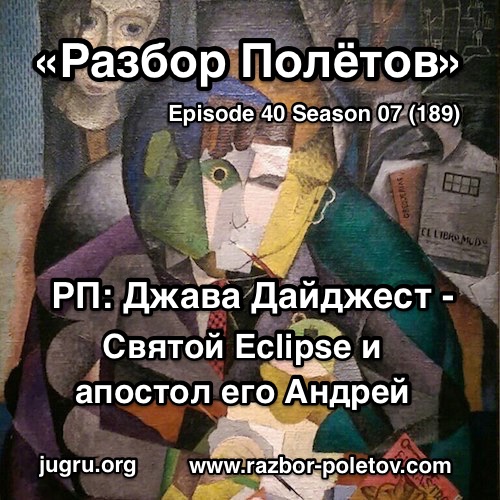 «Разбор Полётов»
Episode 40 Season 07 (189)
РП: Джава Дайджест -
Святой Eclipse и
апостол его Андрей
jugru.org www.razbor-poletov.com